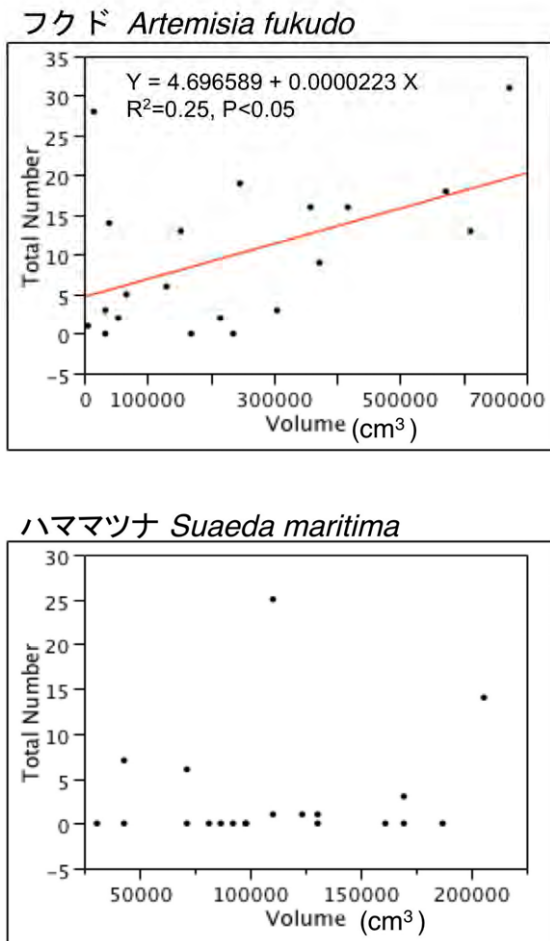 フクド Artemisia fukudo
35
30
25
20
15
10
5
0
−5
Total Number
Y = 4.696589 + 0.0000223 X
R²=0.25, P<0.05
0 100000 300000 500000 700000
Volume (cm³)
ハママツナ Suaeda maritima
30
25
20
15
10
5
0
−5
Total Number
50000 100000 150000 200000
Volume (cm³)